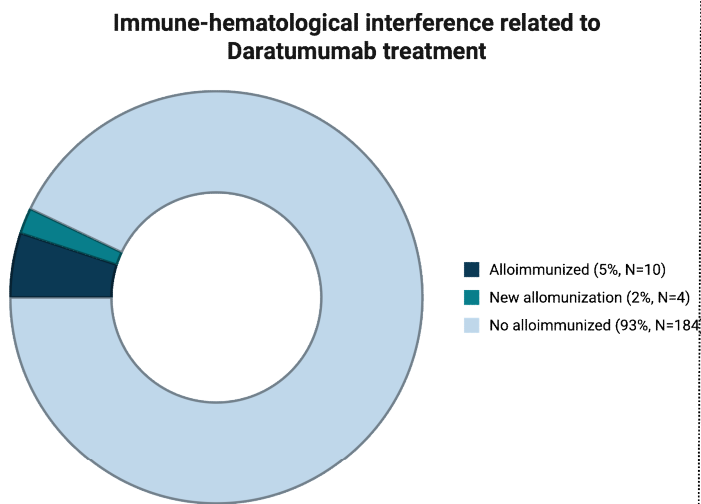 Immune-hematological interference related to
Daratumumab treatment
Alloimmunized (5%, N=10)
New allomunization (2%, N=4)
No alloimmunized (93%, N=184